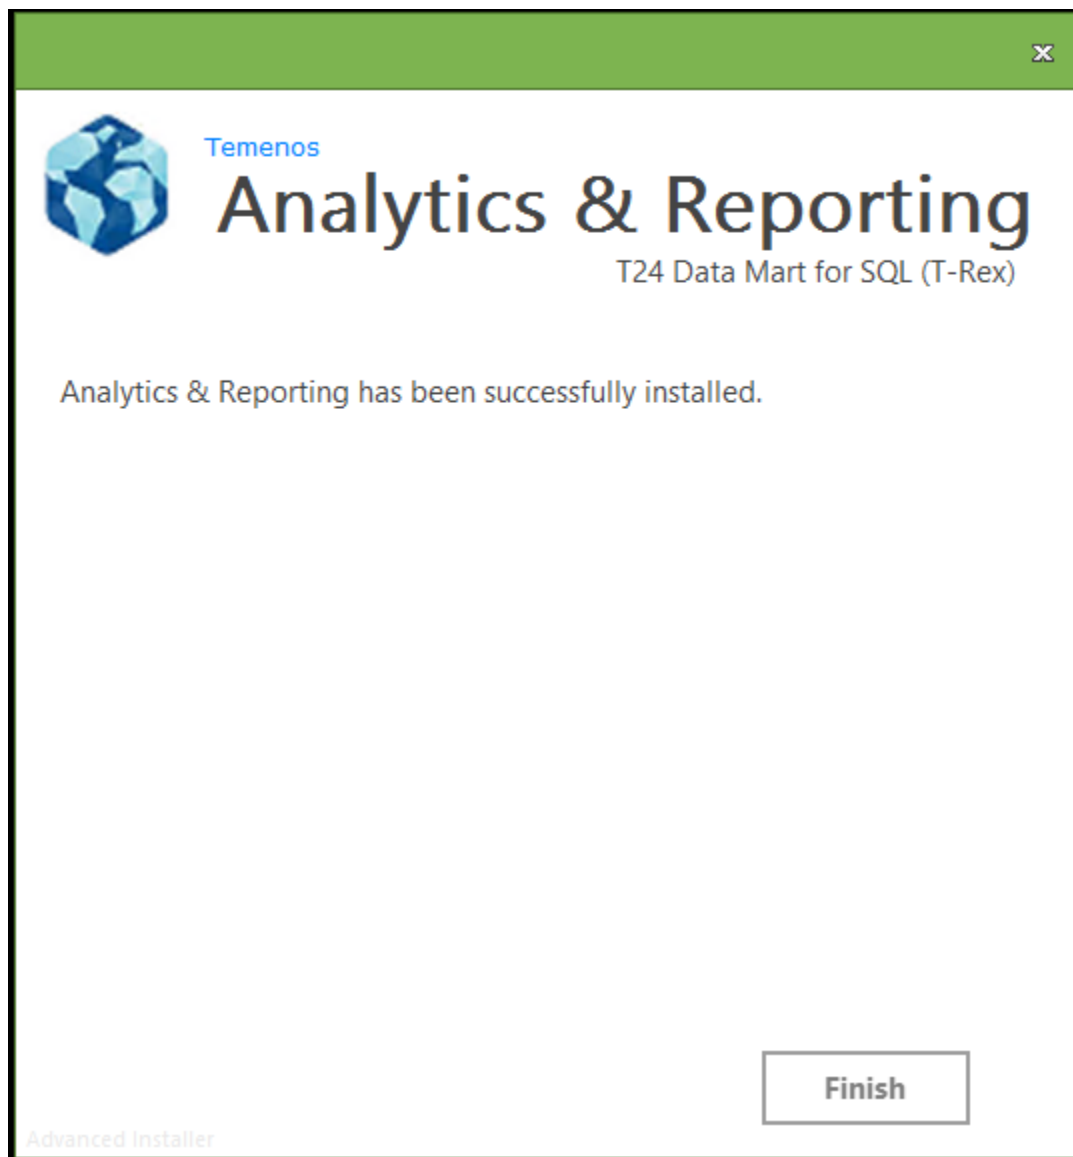 Temenos
Analytics & Reporting
T24 Data Mart for SQL (T-Rex)
Analytics & Reporting has been successfully installed.
Finish
Advanced Installer